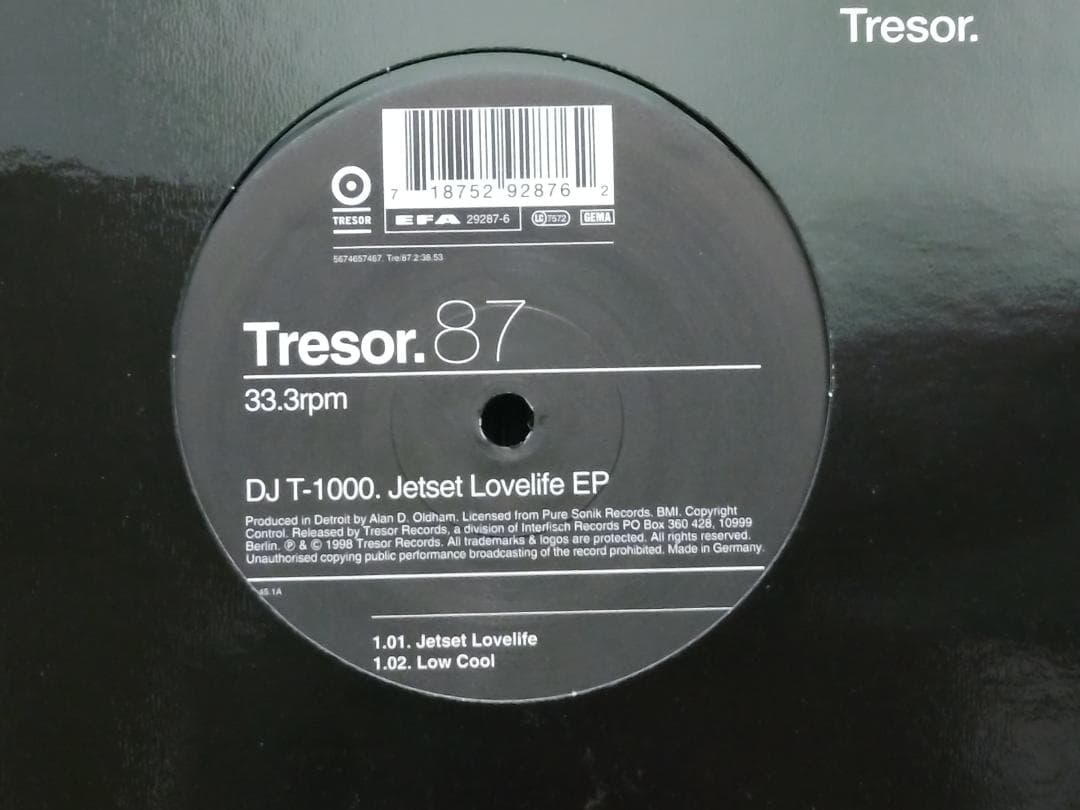 Tresor.
7 18752 92876 2
TRESOR EFA 29287-6 LC 7572 GEMA
5674657467. Tre/87.2:38.53
Tresor. 87
33.3rpm
DJ T-1000. Jetset Lovelife EP
Produced in Detroit by Alan D. Oldham. Licensed from Pure Sonik Records. BMI. Copyright
Control. Released by Tresor Records, a division of Interfisch Records PO Box 360 428, 10999
Berlin. ℗ & © 1998 Tresor Records. All trademarks & logos are protected. All rights reserved.
Unauthorised copying public performance broadcasting of the record prohibited. Made in Germany.
45.1A
1.01. Jetset Lovelife
1.02. Low Cool